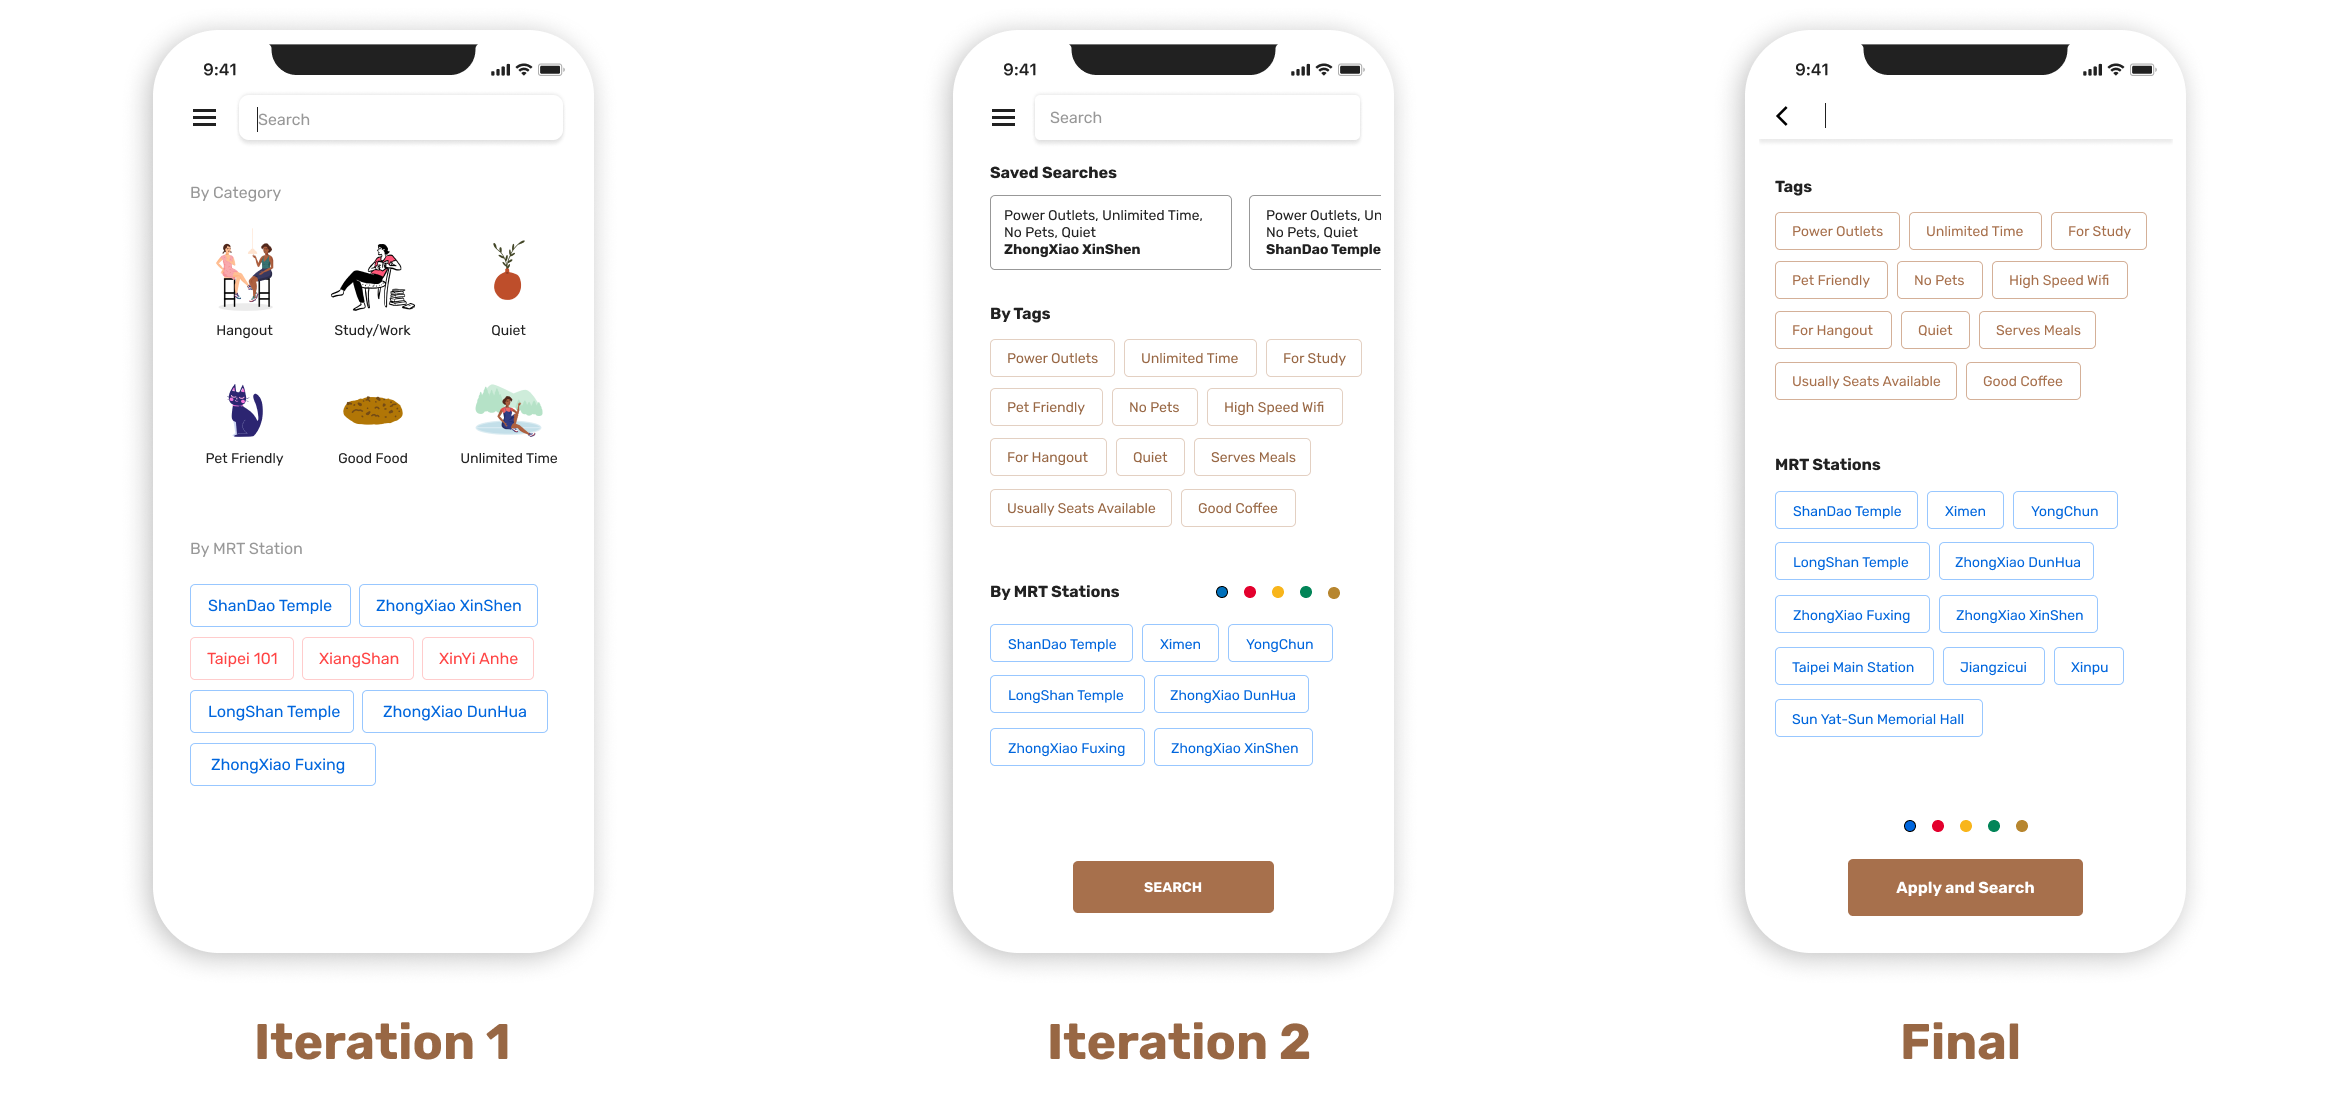 9:41
Search
By Category
Hangout
Study/Work
Quiet
Pet Friendly
Good Food
Unlimited Time
By MRT Station
ShanDao Temple
ZhongXiao XinShen
Taipei 101
XiangShan
XinYi Anhe
LongShan Temple
ZhongXiao DunHua
ZhongXiao Fuxing
Iteration 1
9:41
Search
Saved Searches
Power Outlets, Unlimited Time,
No Pets, Quiet
ZhongXiao XinShen
Power Outlets, Un
No Pets, Quiet
ShanDao Temple
By Tags
Power Outlets
Unlimited Time
For Study
Pet Friendly
No Pets
High Speed Wifi
For Hangout
Quiet
Serves Meals
Usually Seats Available
Good Coffee
By MRT Stations
ShanDao Temple
Ximen
YongChun
LongShan Temple
ZhongXiao DunHua
ZhongXiao Fuxing
ZhongXiao XinShen
SEARCH
Iteration 2
9:41
Tags
Power Outlets
Unlimited Time
For Study
Pet Friendly
No Pets
High Speed Wifi
For Hangout
Quiet
Serves Meals
Usually Seats Available
Good Coffee
MRT Stations
ShanDao Temple
Ximen
YongChun
LongShan Temple
ZhongXiao DunHua
ZhongXiao Fuxing
ZhongXiao XinShen
Taipei Main Station
Jiangzicui
Xinpu
Sun Yat-Sun Memorial Hall
Apply and Search
Final